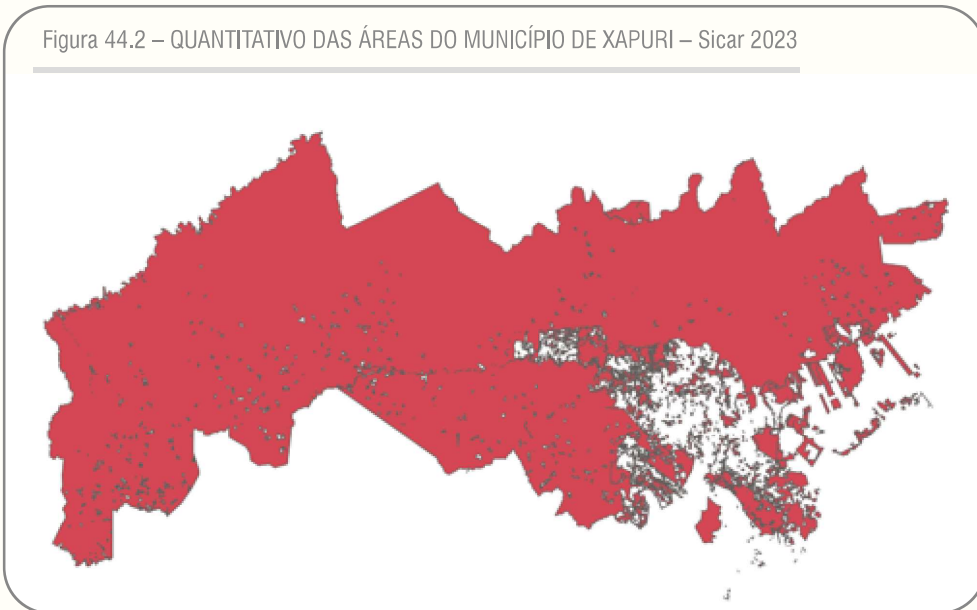 Figura 44.2 – QUANTITATIVO DAS ÁREAS DO MUNICÍPIO DE XAPURI – Sicar 2023